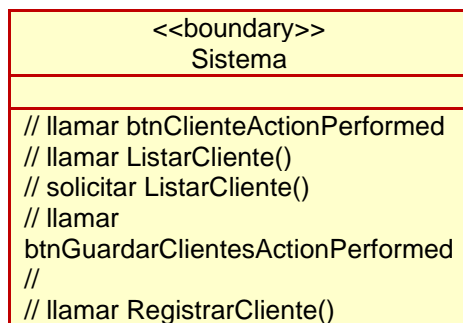 <<boundary>>
Sistema
// llamar btnClienteActionPerformed
// llamar ListarCliente()
// solicitar ListarCliente()
// llamar
btnGuardarClientesActionPerformed
//
// llamar RegistrarCliente()